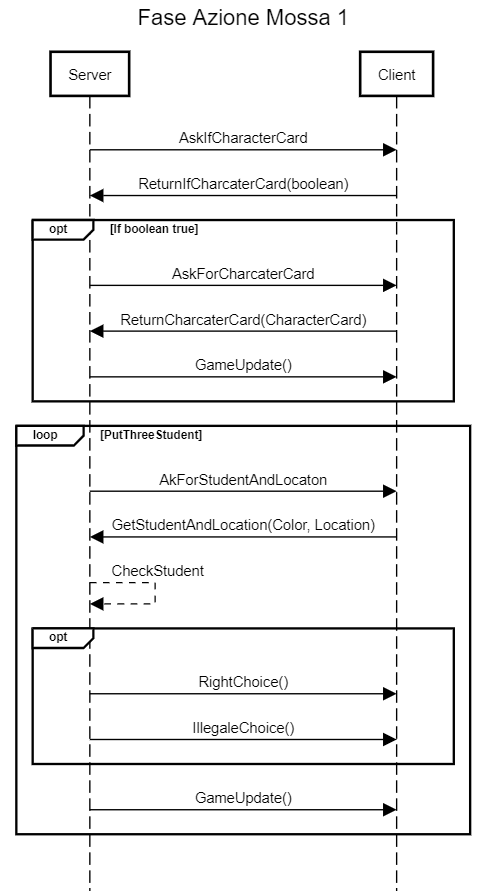 Fase Azione Mossa 1
Server
Client
AskIfCharacterCard
ReturnIfCharcaterCard(boolean)
opt
[If boolean true]
AskForCharcaterCard
ReturnCharcaterCard(CharacterCard)
GameUpdate()
loop
[PutThreeStudent]
AkForStudentAndLocaton
GetStudentAndLocation(Color, Location)
CheckStudent
opt
RightChoice()
IllegaleChoice()
GameUpdate()